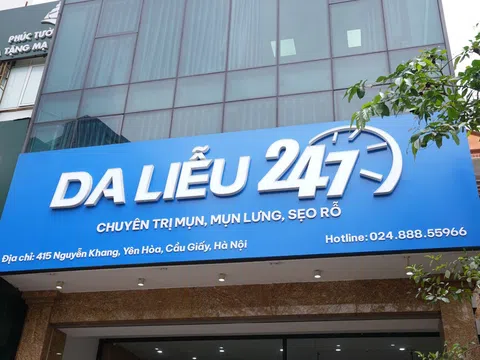 PHÚC TƯỜ
TẶNG MẠ
DA LIỄU 247
CHUYÊN TRỊ MỤN, MỤN LƯNG, SẸO RỖ
Địa chỉ: 415 Nguyễn Khang, Yên Hòa, Cầu Giấy, Hà Nội
Hotline: 024.888.55966